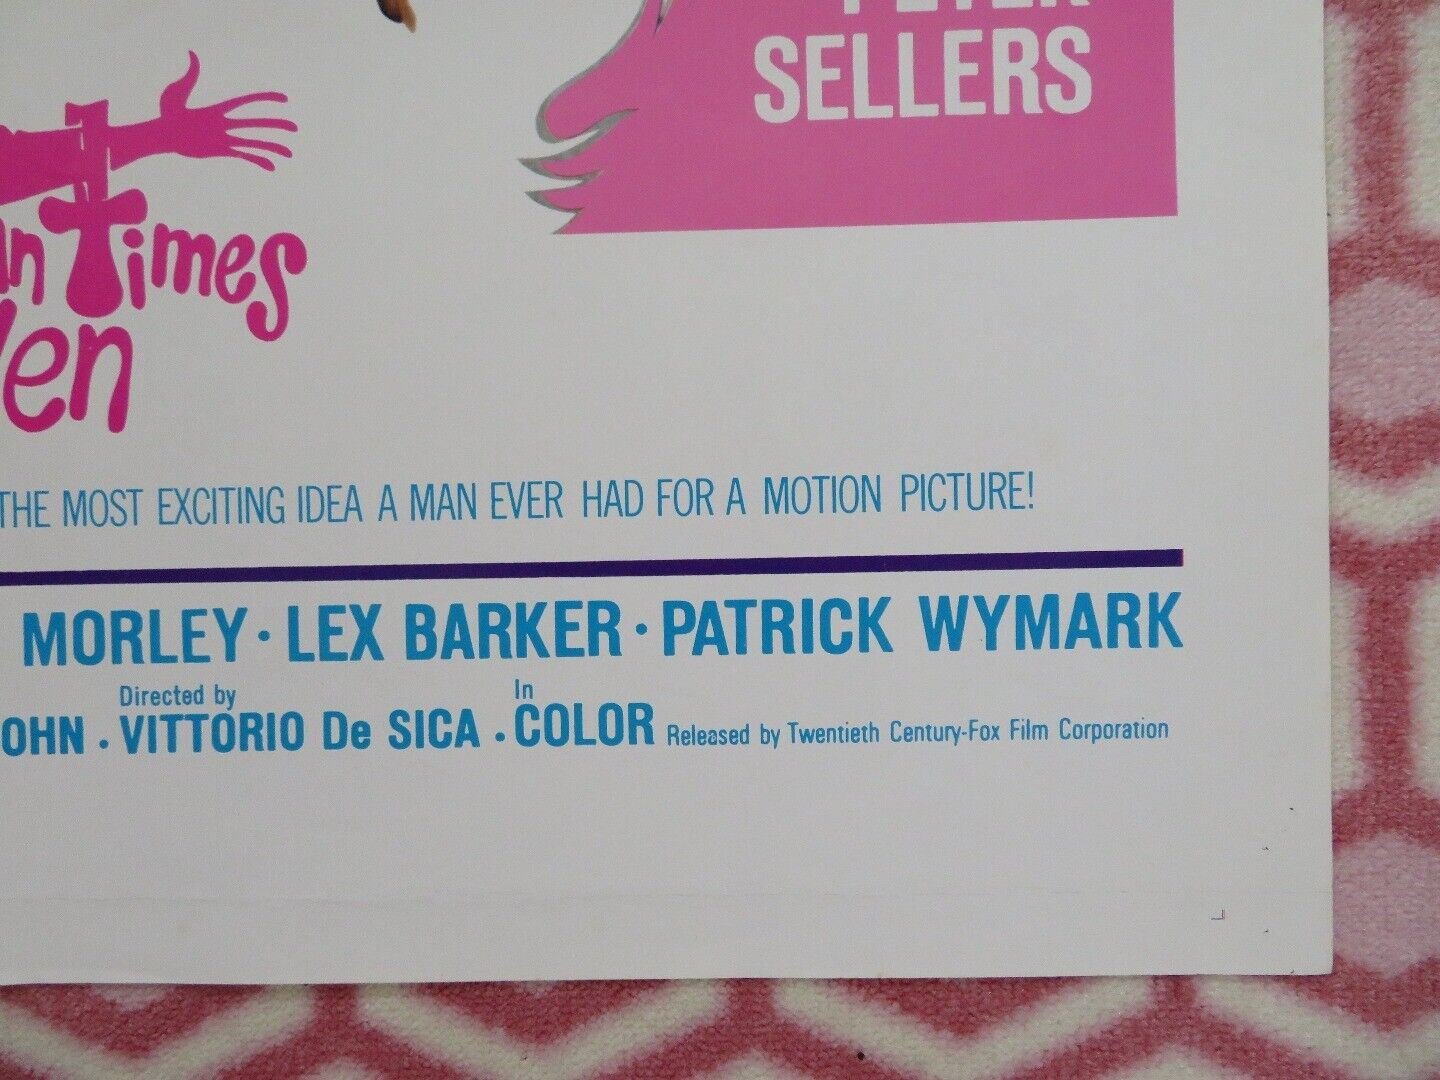 PETER
SELLERS
Times
THE MOST EXCITING IDEA A MAN EVER HAD FOR A MOTION PICTURE!
MORLEY · LEX BARKER · PATRICK WYMARK
OHN · Directed by VITTORIO De SICA · In COLOR Released by Twentieth Century-Fox Film Corporation